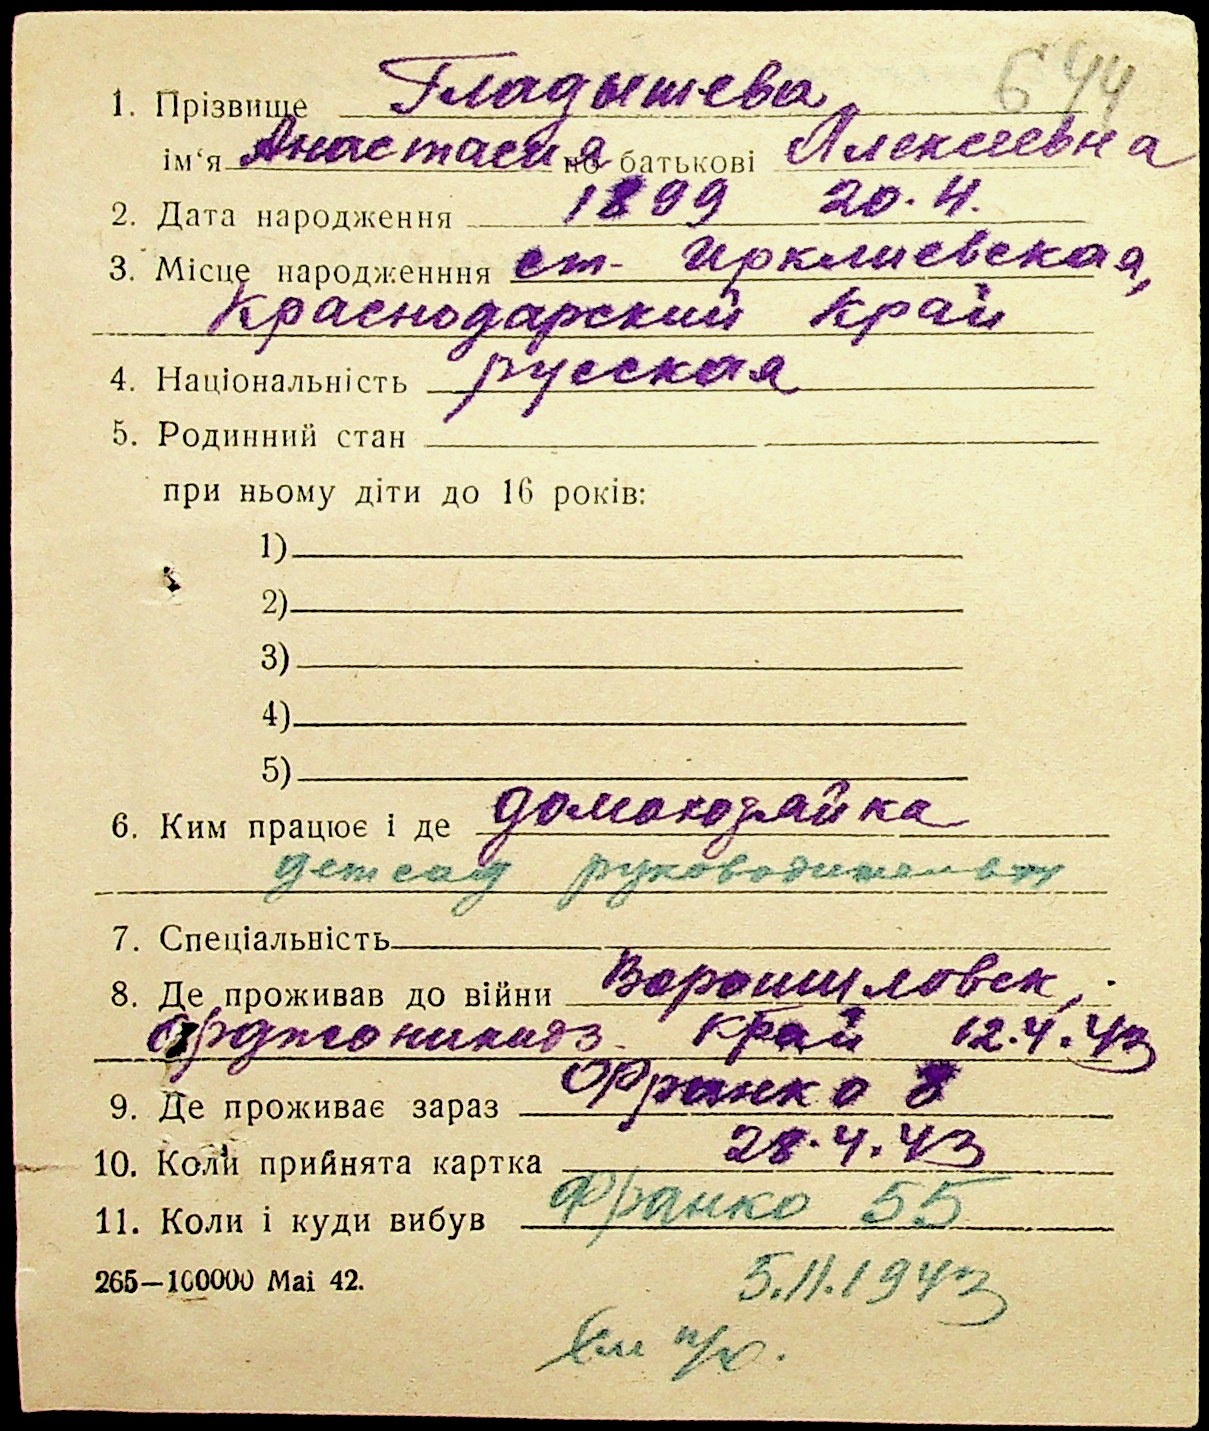 644
1. Прізвище Гладышева
ім‘я Анастасия по батькові Алексеевна
2. Дата народження 1899 20.4.
3. Місце народженння ст. Ирклиевская,
Краснодарский Край
4. Національність русская
5. Родинний стан
при ньому діти до 16 років:
1)
2)
3)
4)
5)
6. Ким працює і де домохозяйка
детсад руководитель
7. Спеціальність
8. Де проживав до війни Ворошиловск,
Орджоникидз. Край 12.4.43
9. Де проживає зараз Франко 8
10. Коли прийнята картка 28.4.43
11. Коли і куди вибув Франко 55
265—100000 Mai 42. 5.11.1943